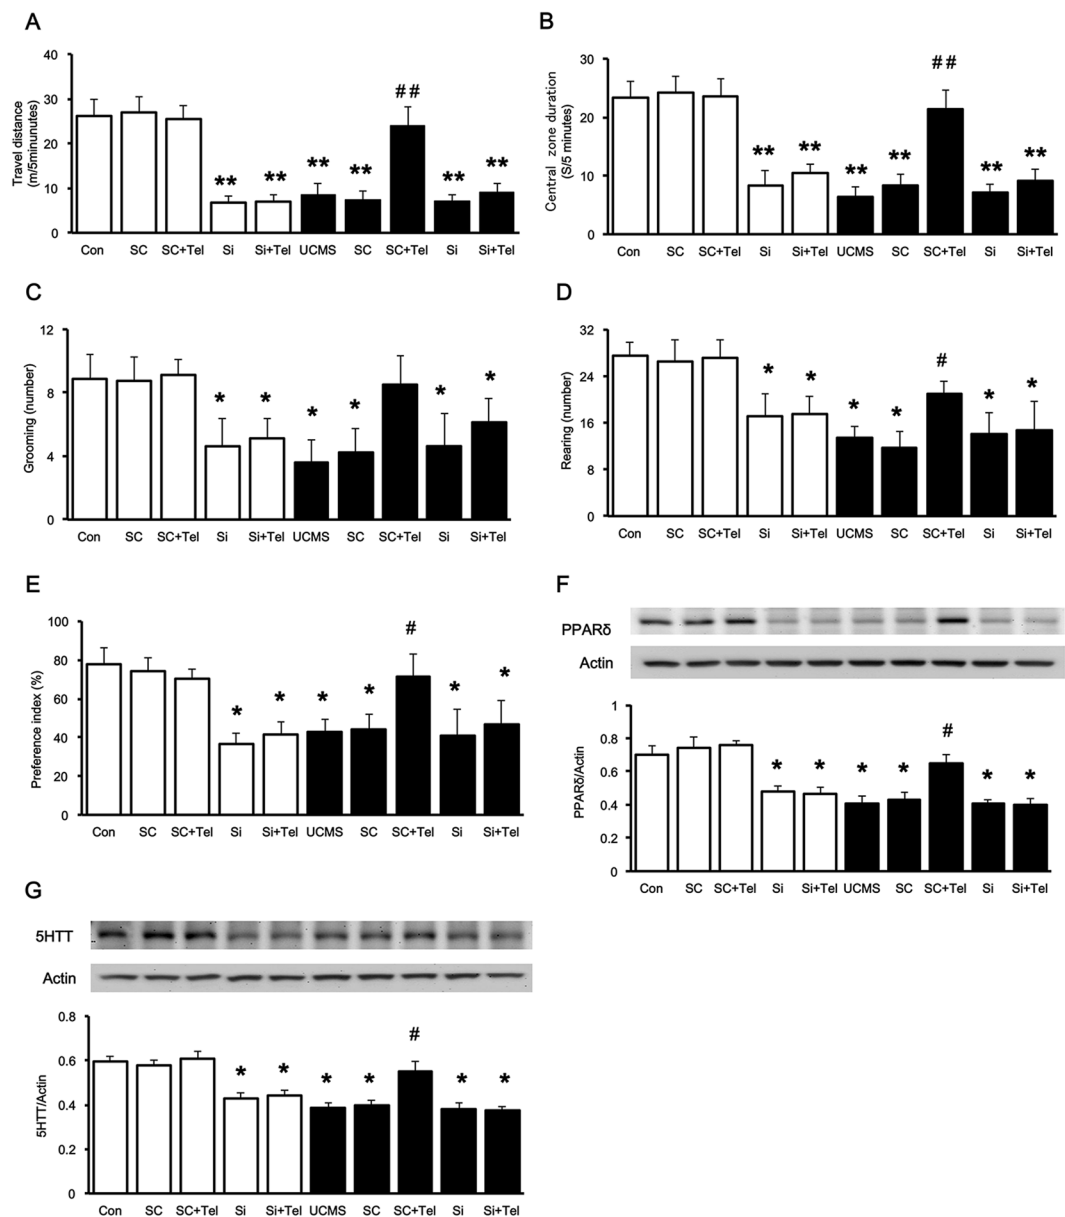 A
Travel distance
(m/5minunutes)
40
30
20
10
0
##
** ** ** ** ** **
Con SC SC+Tel Si Si+Tel UCMS SC SC+Tel Si Si+Tel
B
Central zone duration
(S/5 minutes)
30
20
10
0
##
** ** ** ** ** **
Con SC SC+Tel Si Si+Tel UCMS SC SC+Tel Si Si+Tel
C
Grooming (number)
12
8
4
0
* * * * * *
Con SC SC+Tel Si Si+Tel UCMS SC SC+Tel Si Si+Tel
D
Rearing (number)
32
24
16
8
0
#
* * * * * *
Con SC SC+Tel Si Si+Tel UCMS SC SC+Tel Si Si+Tel
E
Preference index (%)
100
80
60
40
20
0
#
* * * * * *
Con SC SC+Tel Si Si+Tel UCMS SC SC+Tel Si Si+Tel
F
PPARδ
Actin
PPARδ/Actin
1
0.8
0.6
0.4
0.2
0
#
* * * * * *
Con SC SC+Tel Si Si+Tel UCMS SC SC+Tel Si Si+Tel
G
5HTT
Actin
5HTT/Actin
0.8
0.6
0.4
0.2
0
#
* * * * * *
Con SC SC+Tel Si Si+Tel UCMS SC SC+Tel Si Si+Tel